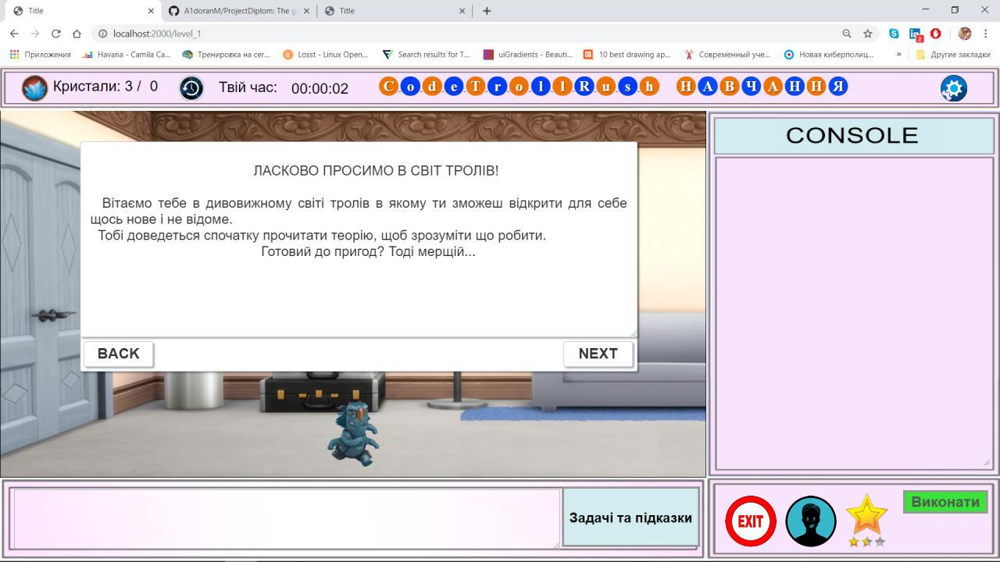 Title
A1doranM/ProjectDiplom: The ga
Title
localhost:2000/level_1
Приложения
Havana - Camila Ca...
Тренировка на сег...
Losst - Linux Open...
Search results for T...
uiGradients - Beauti...
10 best drawing ap...
Современный уче...
Новая киберполиц...
»
Другие закладки
Кристали: 3 / 0
Твій час: 00:00:02
CodeTrollRush НАВЧАННЯ
CONSOLE
ЛАСКОВО ПРОСИМО В СВІТ ТРОЛІВ!
Вітаємо тебе в дивовижному світі тролів в якому ти зможеш відкрити для себе
щось нове і не відоме.
Тобі доведеться спочатку прочитати теорію, щоб зрозуміти що робити.
Готовий до пригод? Тоді мерщій...
BACK
NEXT
Задачі та підказки
EXIT
Виконати